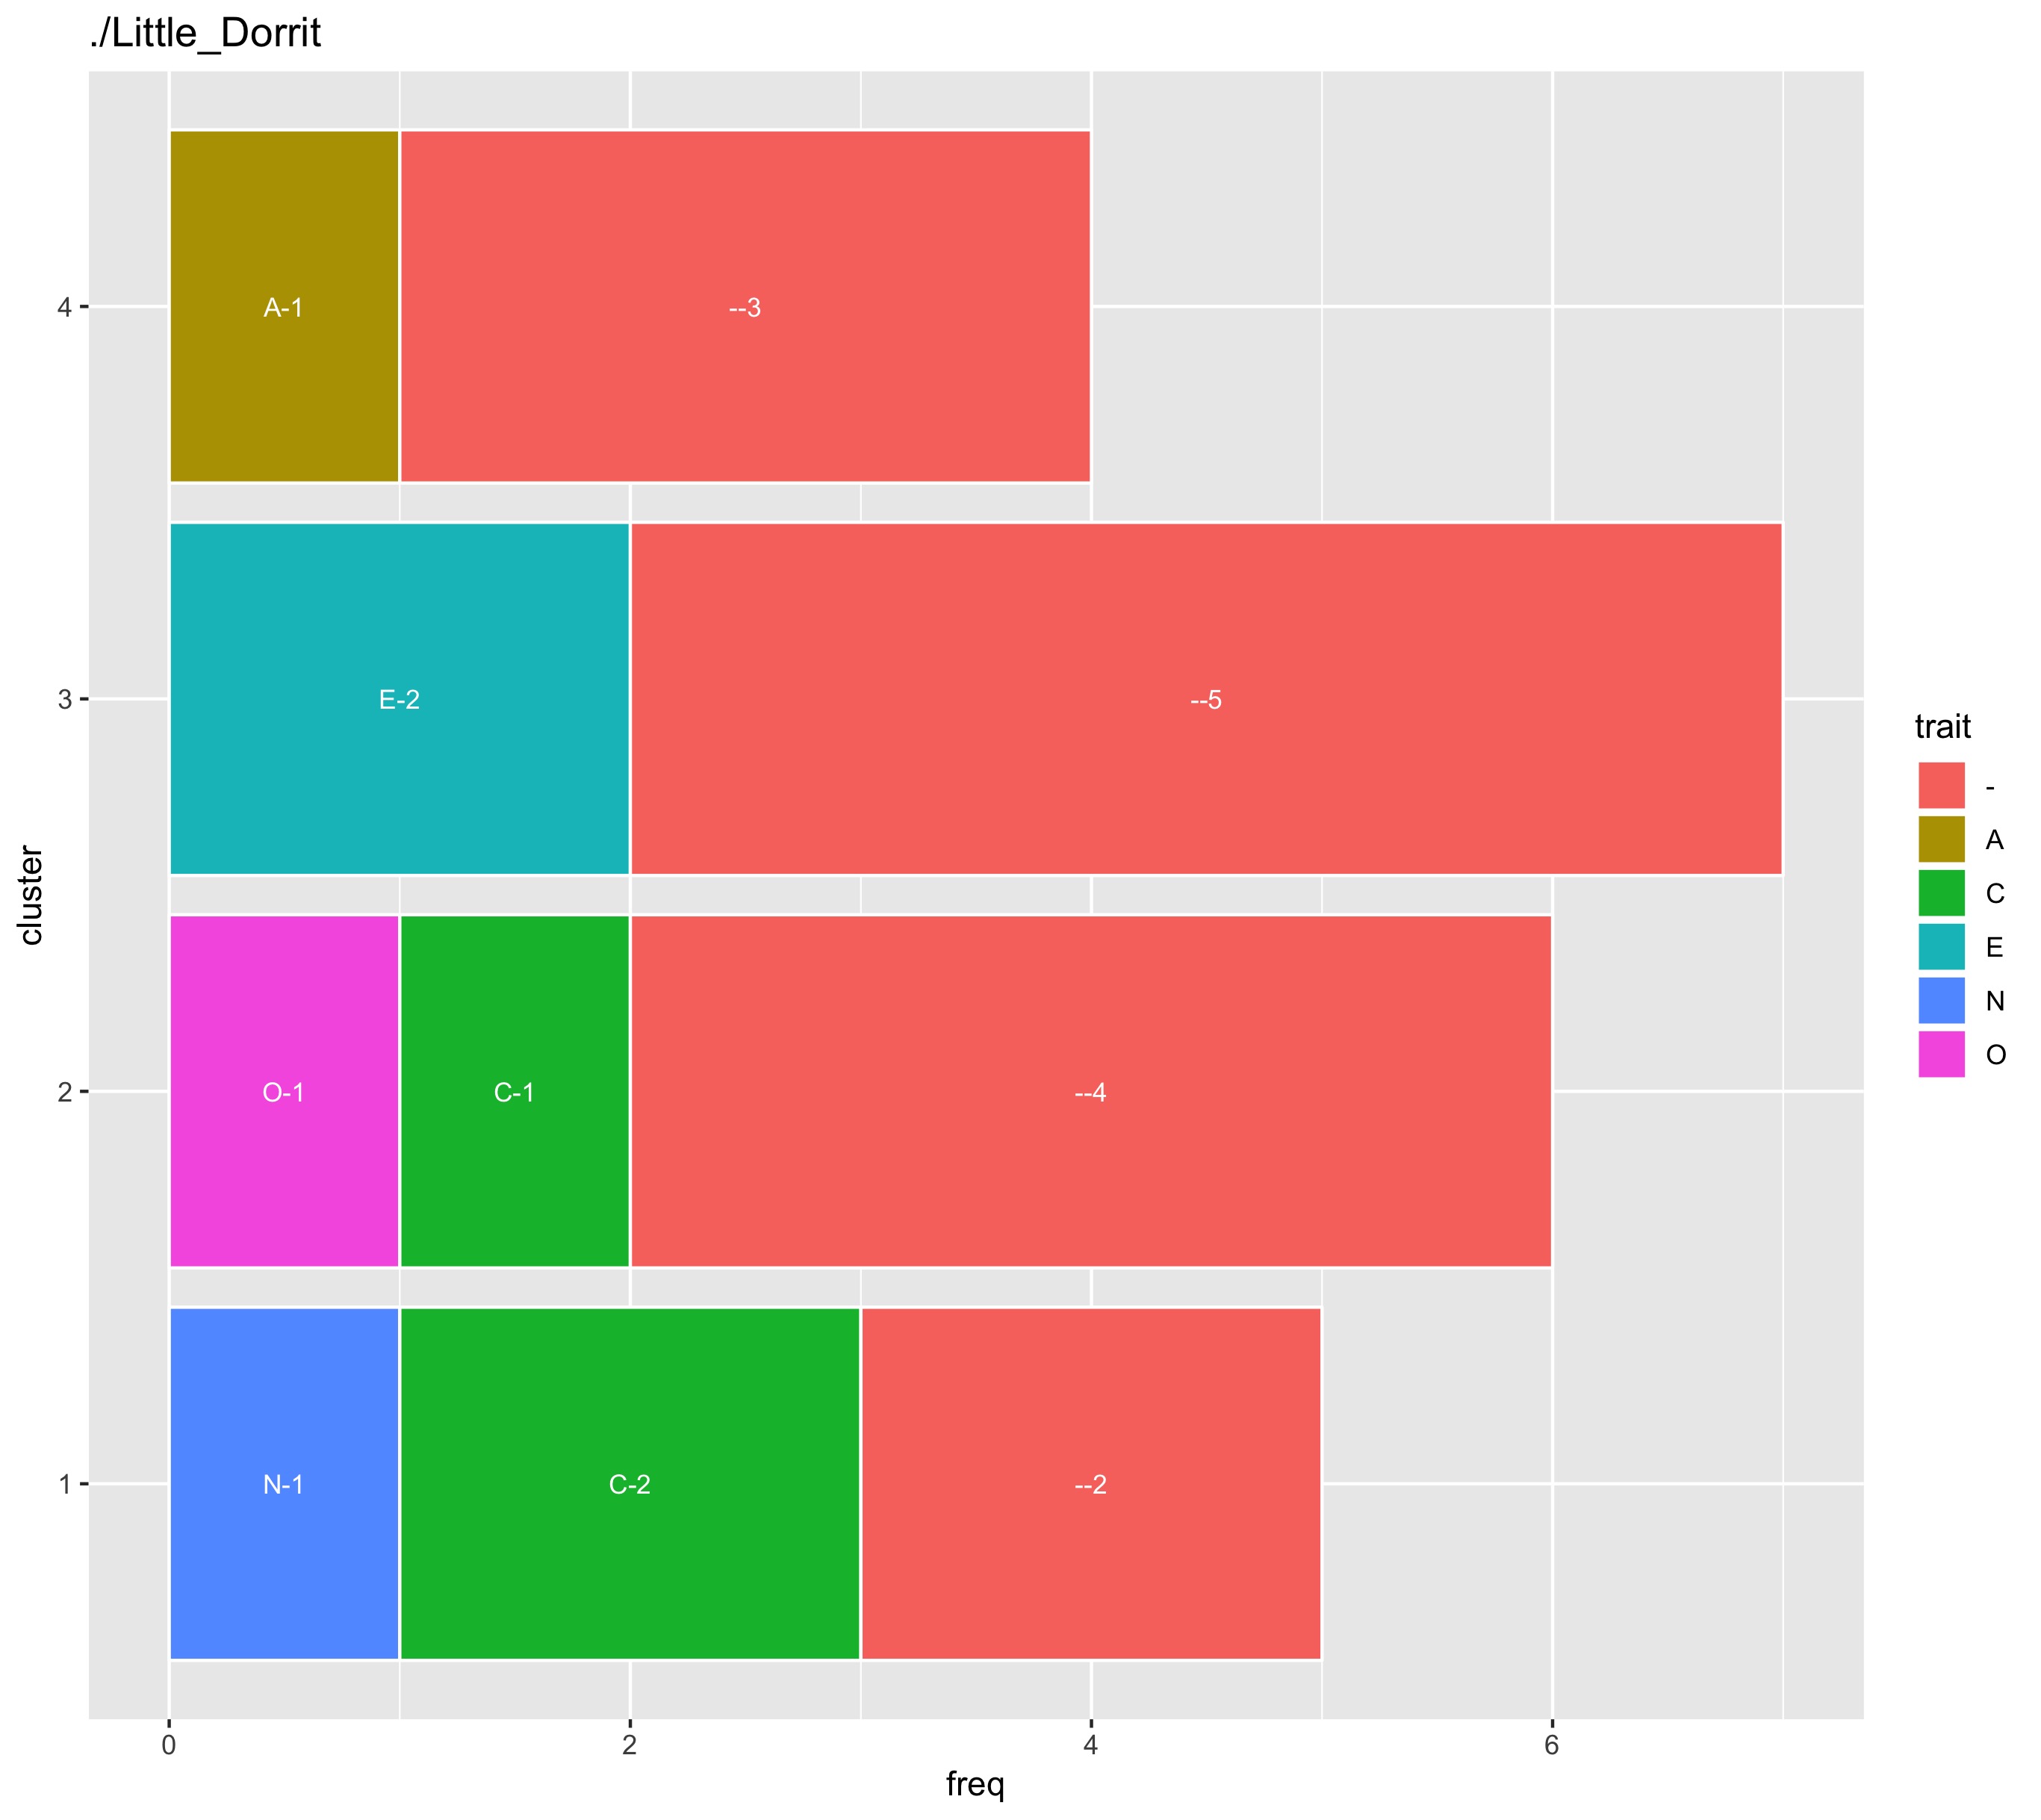 ./Little_Dorrit
cluster
4
A-1
--3
3
E-2
--5
2
O-1
C-1
--4
1
N-1
C-2
--2
0
2
4
6
freq
trait
-
A
C
E
N
O